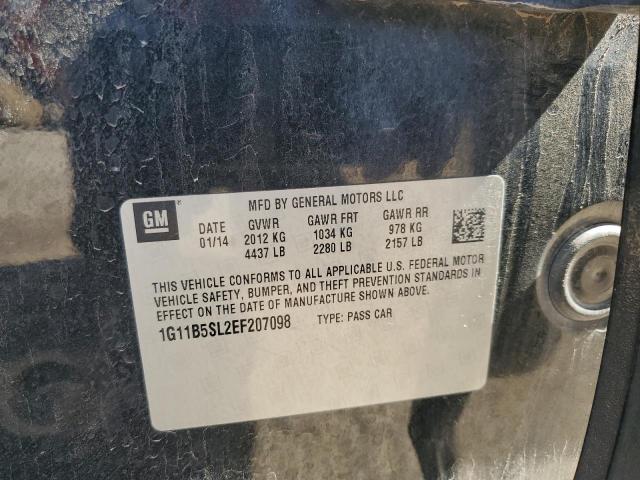 MFD BY GENERAL MOTORS LLC
GM ®
DATE GVWR GAWR FRT GAWR RR
01/14 2012 KG 1034 KG 978 KG
4437 LB 2280 LB 2157 LB
THIS VEHICLE CONFORMS TO ALL APPLICABLE U.S. FEDERAL MOTOR
VEHICLE SAFETY, BUMPER, AND THEFT PREVENTION STANDARDS IN
EFFECT ON THE DATE OF MANUFACTURE SHOWN ABOVE.
1G11B5SL2EF207098 TYPE: PASS CAR